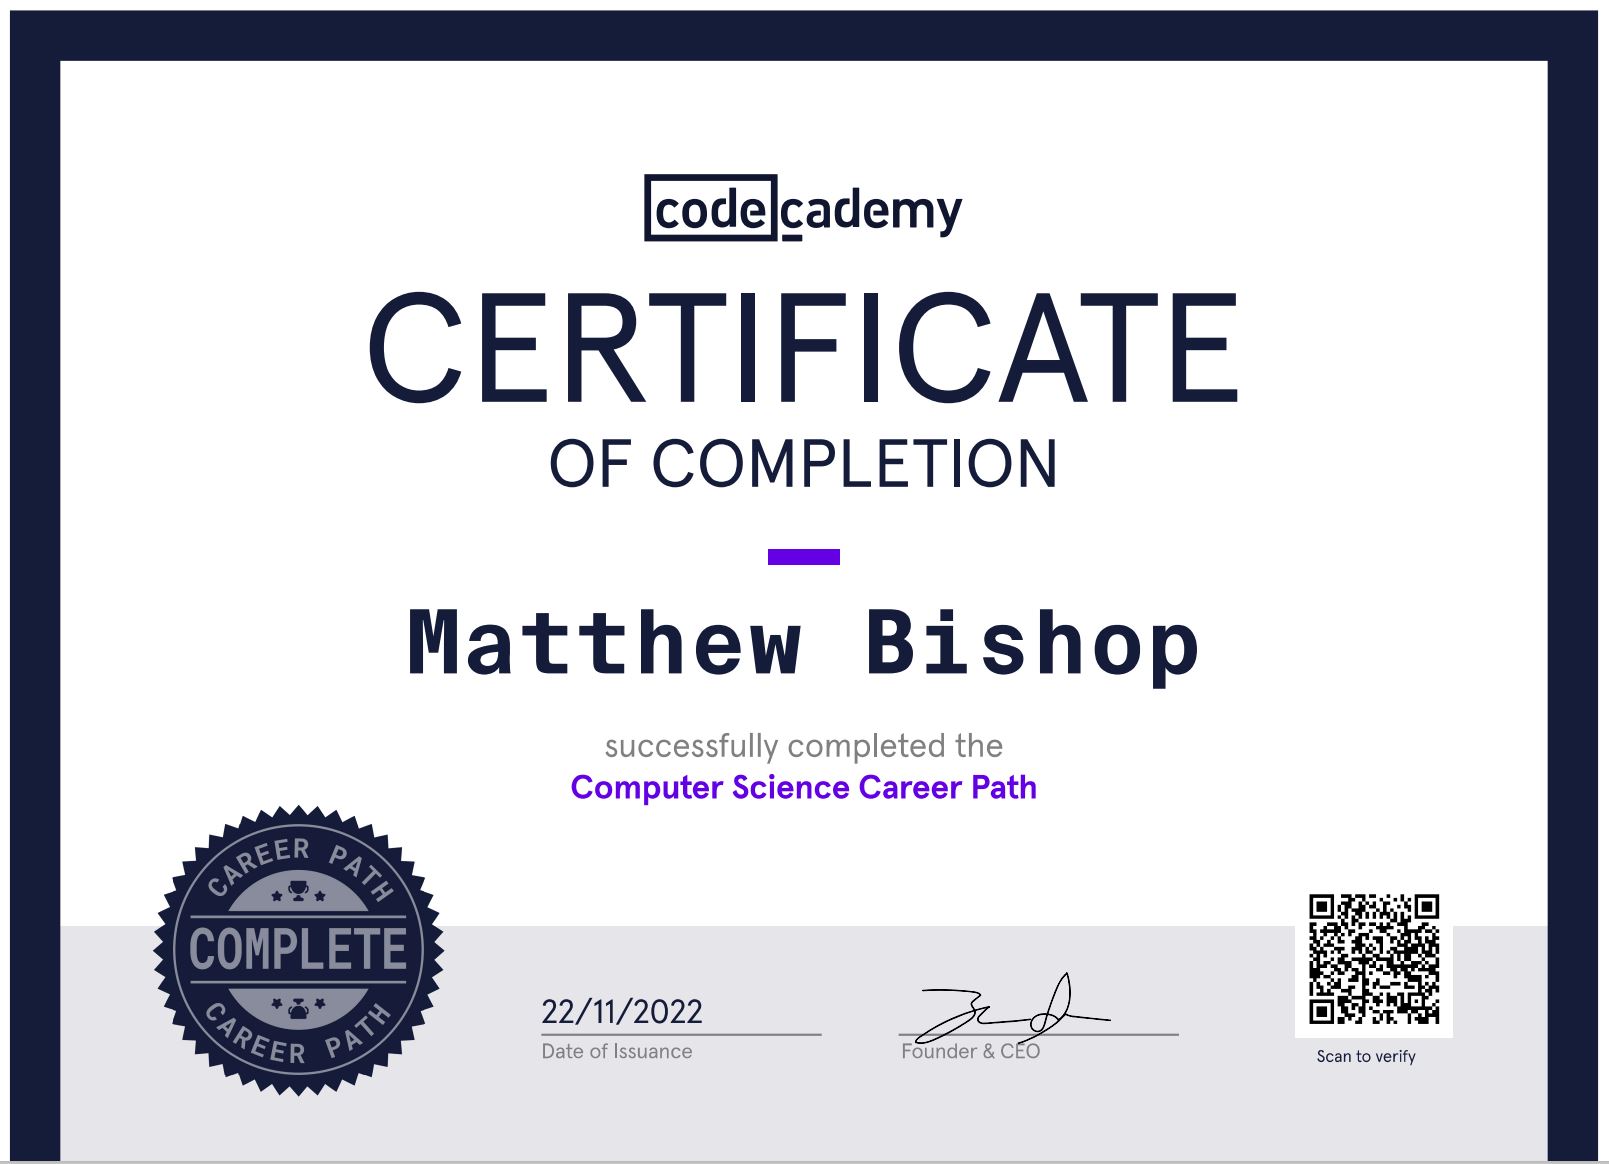 codecademy
CERTIFICATE
OF COMPLETION
Matthew Bishop
successfully completed the
Computer Science Career Path
CAREER PATH
COMPLETE
CAREER PATH
22/11/2022
Date of Issuance
Founder & CEO
Scan to verify